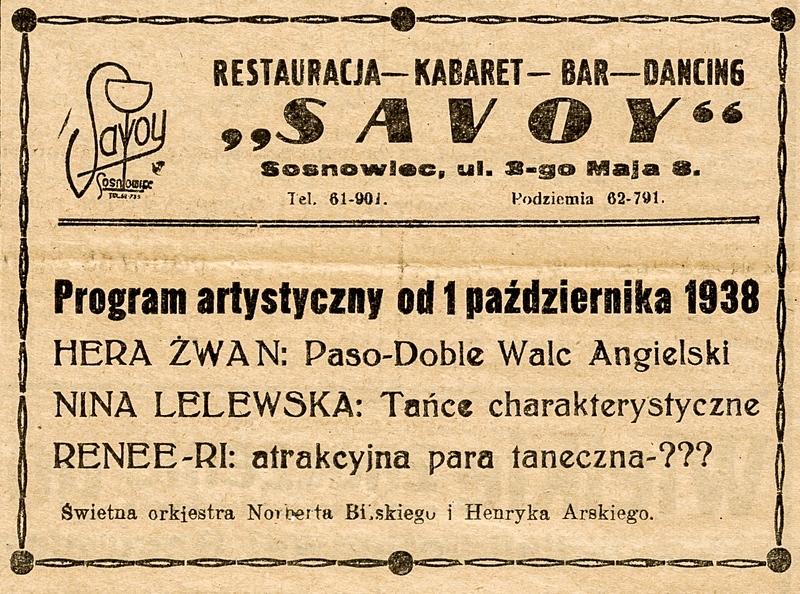 RESTAURACJA—KABARET—BAR—DANCING
„SAVOY“
Savoy
Sosnowiec
Sosnowiec, ul. 3-go Maja 8.
Tel. 61-901. Podziemia 62-791.
Program artystyczny od 1 października 1938
HERA ŻWAN: Paso-Doble Walc Angielski
NINA LELEWSKA: Tańce charakterystyczne
RENEE-RI: atrakcyjna para taneczna-???
Świetna orkiestra Norberta Bilskiego i Henryka Arskiego.